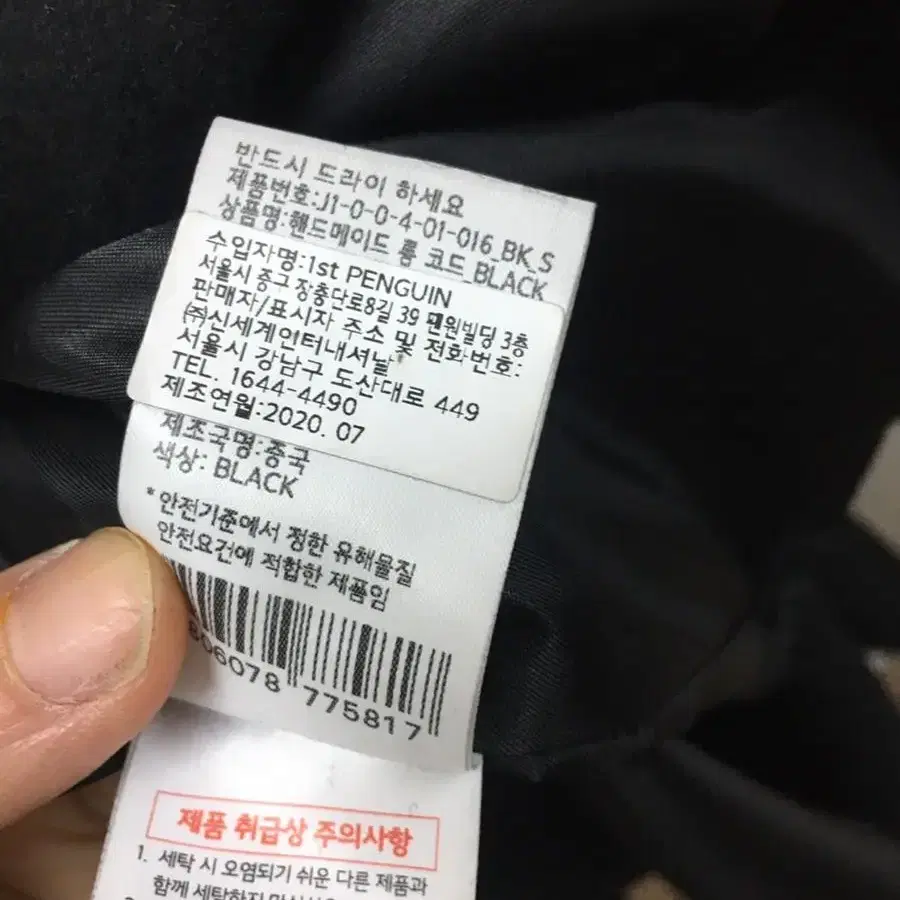 반드시 드라이 하세요
제품번호:J1-0-0-4-01-016_BK_S
상품명:핸드메이드 롱 코드_BLACK
수입자명:1st PENGUIN
서울시 중구 장충단로8길 39 편원빌딩 3층
판매자/표시자 주소 및 전화번호:
㈜신세계인터내셔날
서울시 강남구 도산대로 449
TEL. 1644-4490
제조연월:2020. 07
제조국명:중국
색상: BLACK
*안전기준에서 정한 유해물질
안전요건에 적합한 제품임
606078 775817
제품 취급상 주의사항
1. 세탁 시 오염되기 쉬운 다른 제품과
함께 세탁하지